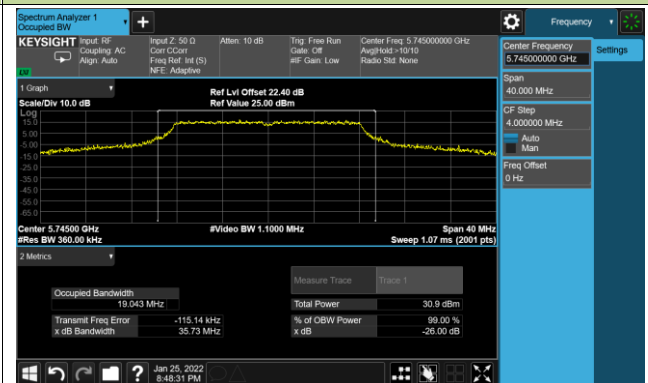 Spectrum Analyzer 1
Occupied BW
Frequency
KEYSIGHT
Input: RF
Coupling: AC
Align: Auto
Input Z: 50 Ω
Corr CCorr
Freq Ref: Int (S)
NFE: Adaptive
Atten: 10 dB
Trig: Free Run
Gate: Off
#IF Gain: Low
Center Freq: 5.745000000 GHz
Avg|Hold:>10/10
Radio Std: None
1 Graph
Scale/Div 10.0 dB
Ref Lvl Offset 22.40 dB
Ref Value 25.00 dBm
Log
15.0
5.00
-5.00
-15.0
-25.0
-35.0
-45.0
-55.0
-65.0
Center 5.74500 GHz
#Res BW 360.00 kHz
#Video BW 1.1000 MHz
Span 40 MHz
Sweep 1.07 ms (2001 pts)
2 Metrics
Measure Trace
Trace 1
Occupied Bandwidth
19.043 MHz
Total Power
30.9 dBm
Transmit Freq Error
-115.14 kHz
% of OBW Power
99.00 %
x dB Bandwidth
35.73 MHz
x dB
-26.00 dB
Jan 25, 2022
8:48:31 PM
Center Frequency
5.745000000 GHz
Settings
Span
40.000 MHz
CF Step
4.000000 MHz
Auto
Man
Freq Offset
0 Hz